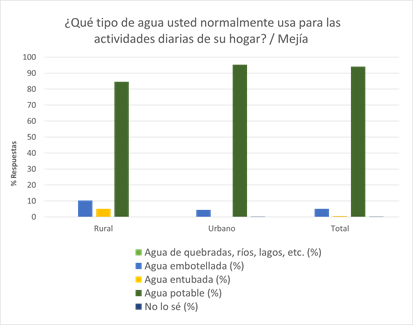 ¿Qué tipo de agua usted normalmente usa para las
actividades diarias de su hogar? / Mejía
100
90
80
70
60
50
40
30
20
10
0
% Respuestas
Rural
Urbano
Total
Agua de quebradas, ríos, lagos, etc. (%)
Agua embotellada (%)
Agua entubada (%)
Agua potable (%)
No lo sé (%)